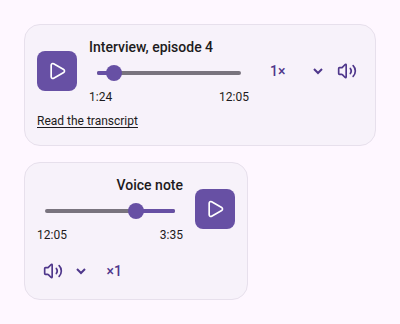 Interview, episode 4
1×
1:24 12:05
Read the transcript
Voice note
12:05 3:35
×1